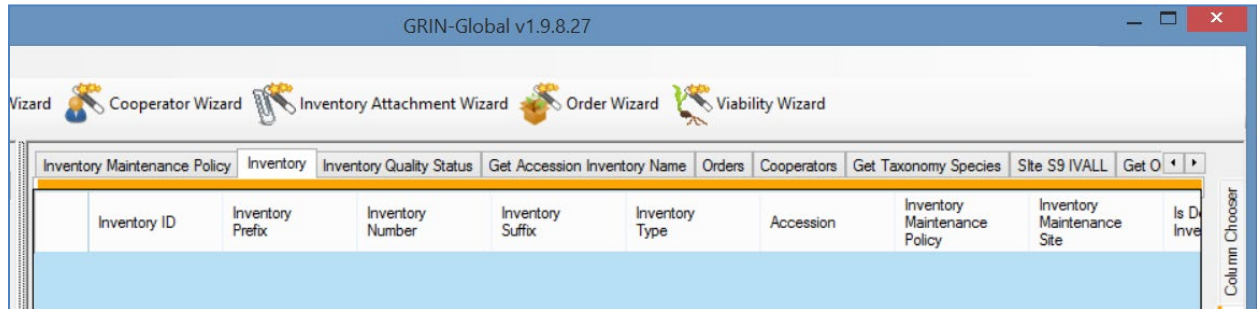 GRIN-Global v1.9.8.27
Wizard Cooperator Wizard Inventory Attachment Wizard Order Wizard Viability Wizard
Inventory Maintenance Policy Inventory Inventory Quality Status Get Accession Inventory Name Orders Cooperators Get Taxonomy Species SIte S9 IVALL Get O
Inventory ID
Inventory
Prefix
Inventory
Number
Inventory
Suffix
Inventory
Type
Accession
Inventory
Maintenance
Policy
Inventory
Maintenance
Site
Is De
Inve
Column Chooser